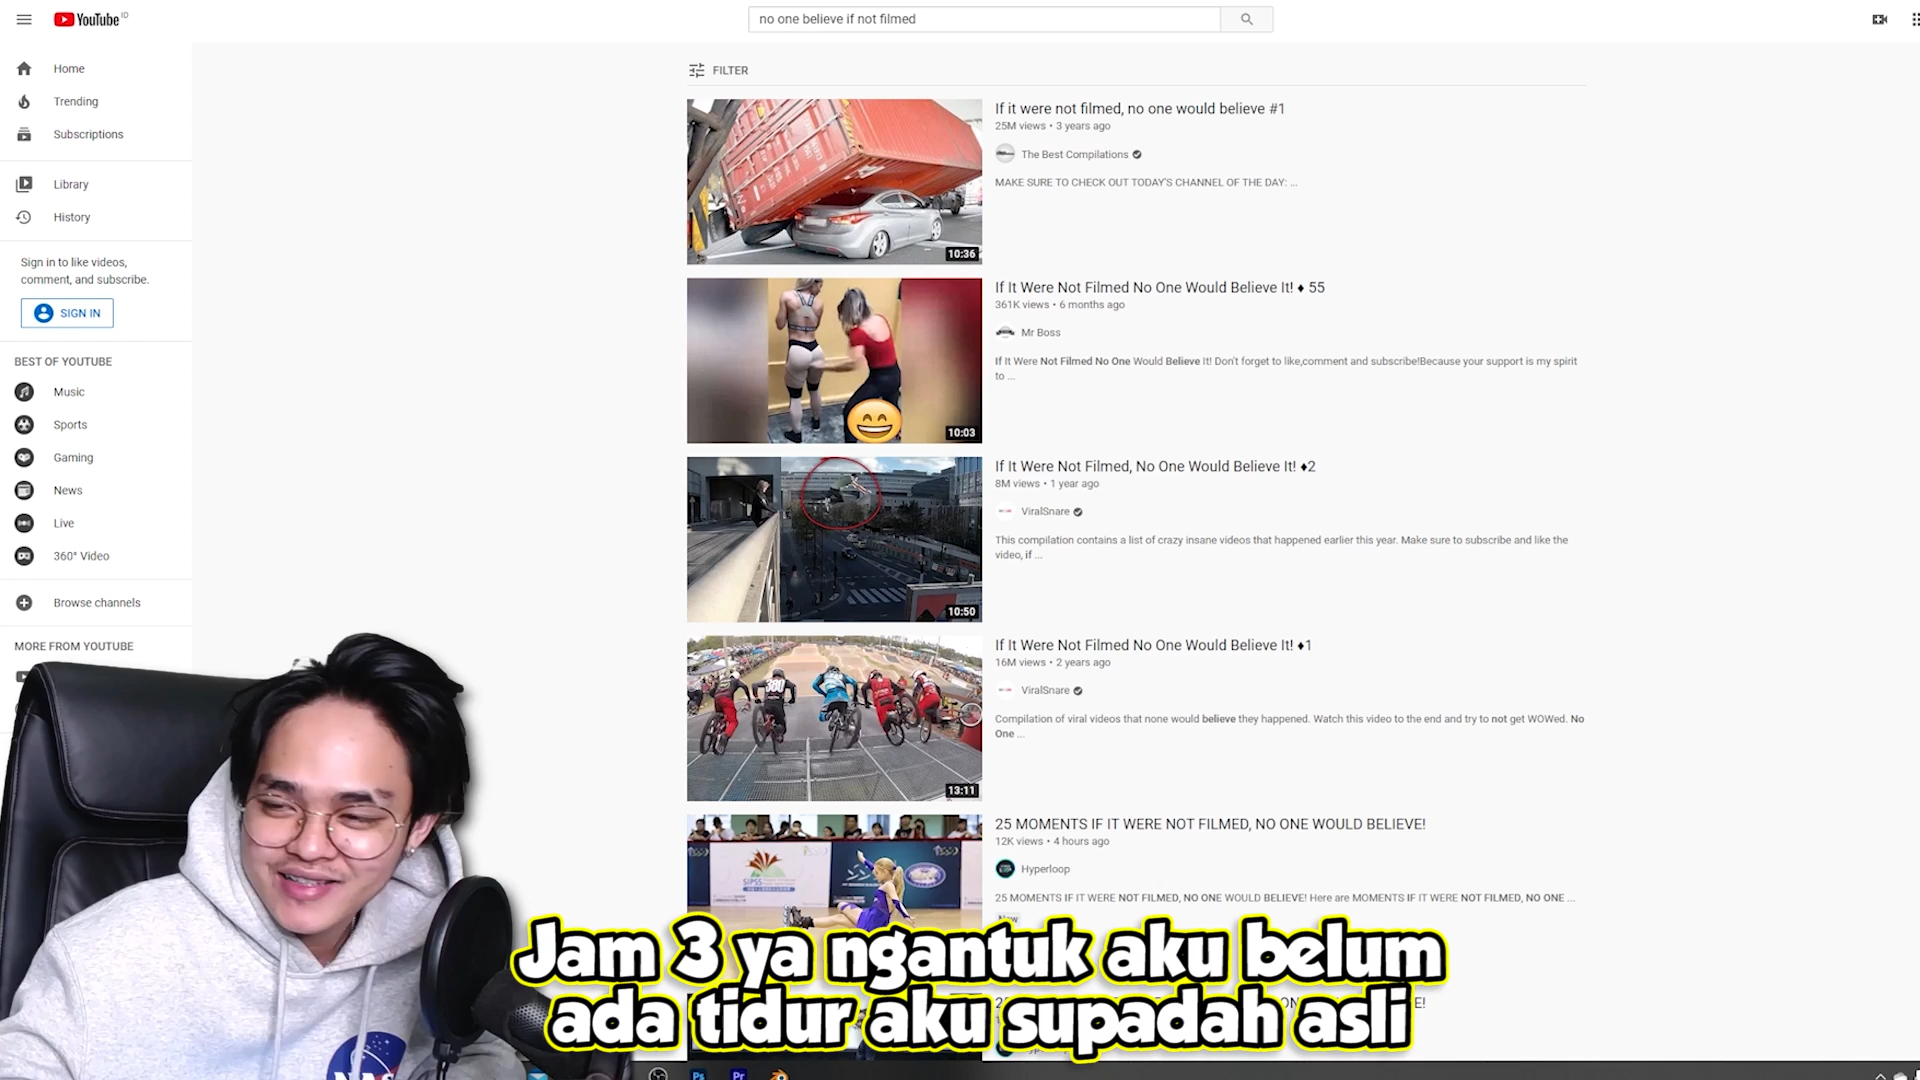 YouTube ID
no one believe if not filmed
Home
Trending
Subscriptions
Library
History
Sign in to like videos,
comment, and subscribe.
SIGN IN
BEST OF YOUTUBE
Music
Sports
Gaming
News
Live
360° Video
Browse channels
MORE FROM YOUTUBE
FILTER
10:36
If it were not filmed, no one would believe #1
25M views • 3 years ago
The Best Compilations
MAKE SURE TO CHECK OUT TODAY'S CHANNEL OF THE DAY: ...
10:03
If It Were Not Filmed No One Would Believe It! ♦ 55
361K views • 6 months ago
Mr Boss
If It Were Not Filmed No One Would Believe It! Don't forget to like,comment and subscribe!Because your support is my spirit
to ...
10:50
If It Were Not Filmed, No One Would Believe It! ♦2
8M views • 1 year ago
ViralSnare
This compilation contains a list of crazy insane videos that happened earlier this year. Make sure to subscribe and like the
video, if ...
380
13:11
If It Were Not Filmed No One Would Believe It! ♦1
16M views • 2 years ago
ViralSnare
Compilation of viral videos that none would believe they happened. Watch this video to the end and try to not get WOWed. No
One ...
SIPSS
25 MOMENTS IF IT WERE NOT FILMED, NO ONE WOULD BELIEVE!
12K views • 4 hours ago
Hyperloop
25 MOMENTS IF IT WERE NOT FILMED, NO ONE WOULD BELIEVE! Here are MOMENTS IF IT WERE NOT FILMED, NO ONE ...
New
Jam 3 ya ngantuk aku belum
ada tidur aku supadah asli
Ps
Pr